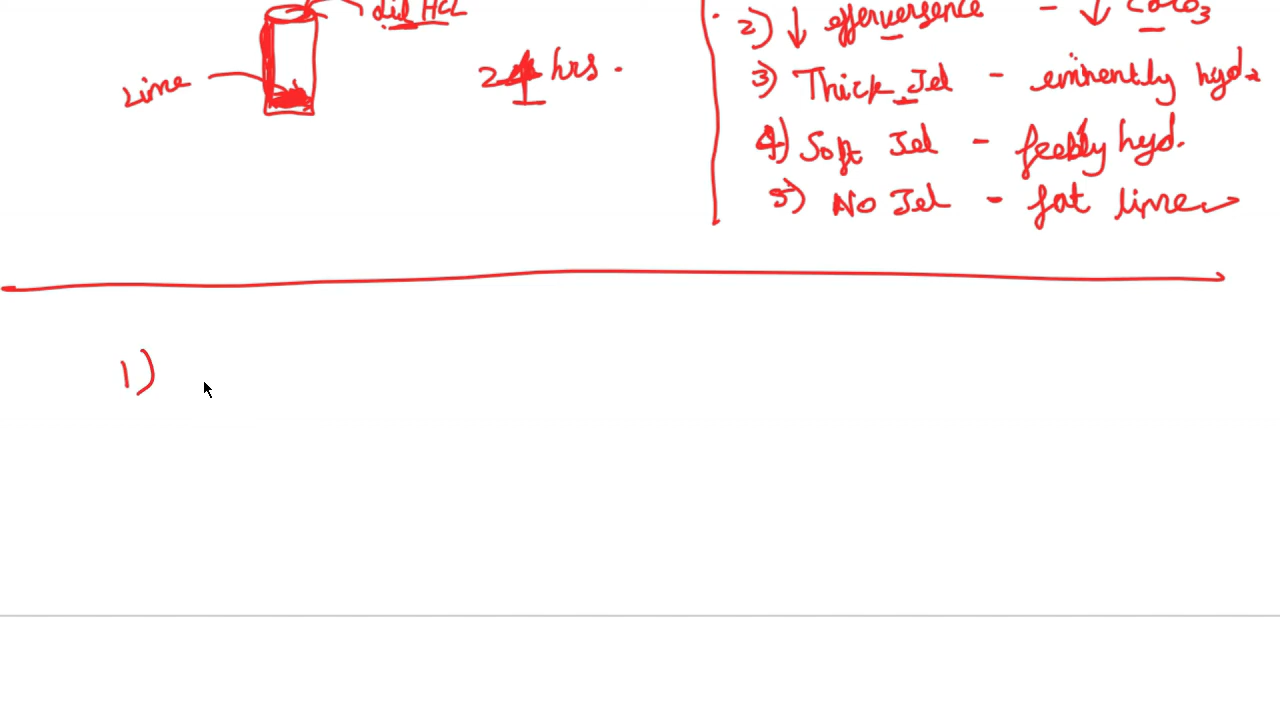 dil HCL
Lime
24 hrs.
2) ↓ efferversence - ↓ CaCO3
3) Thick Jel - eminently hyd.
4) Soft Jel - feebly hyd.
5) No Jel - fat lime
1)